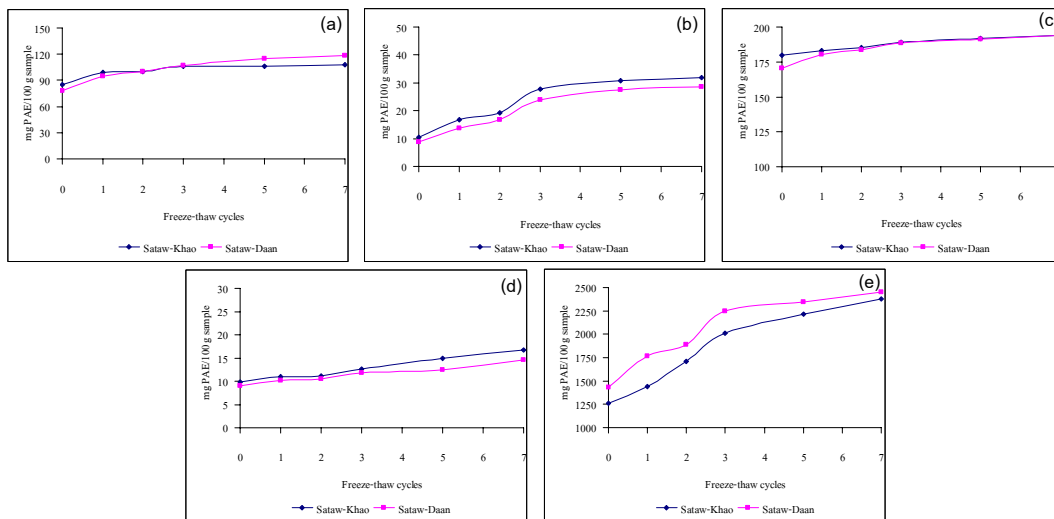 (a)
mg PAE/100 g sample
150
120
90
60
30
0
0 1 2 3 4 5 6 7
Freeze-thaw cycles
Sataw-Khao Sataw-Daan
(b)
mg PAE/100 g sample
50
40
30
20
10
0
0 1 2 3 4 5 6 7
Freeze-thaw cycles
Sataw-Khao Sataw-Daan
(c
mg PAE/100 g sample
200
175
150
125
100
0 1 2 3 4 5 6
Freeze-thaw cycles
Sataw-Khao Sataw-Daan
(d)
mg PAE/100 g sample
30
25
20
15
10
5
0
0 1 2 3 4 5 6 7
Freeze-thaw cycles
Sataw-Khao Sataw-Daan
(e)
mg PAE/100 g sample
2500
2250
2000
1750
1500
1250
1000
0 1 2 3 4 5 6 7
Freeze-thaw cycles
Sataw-Khao Sataw-Daan